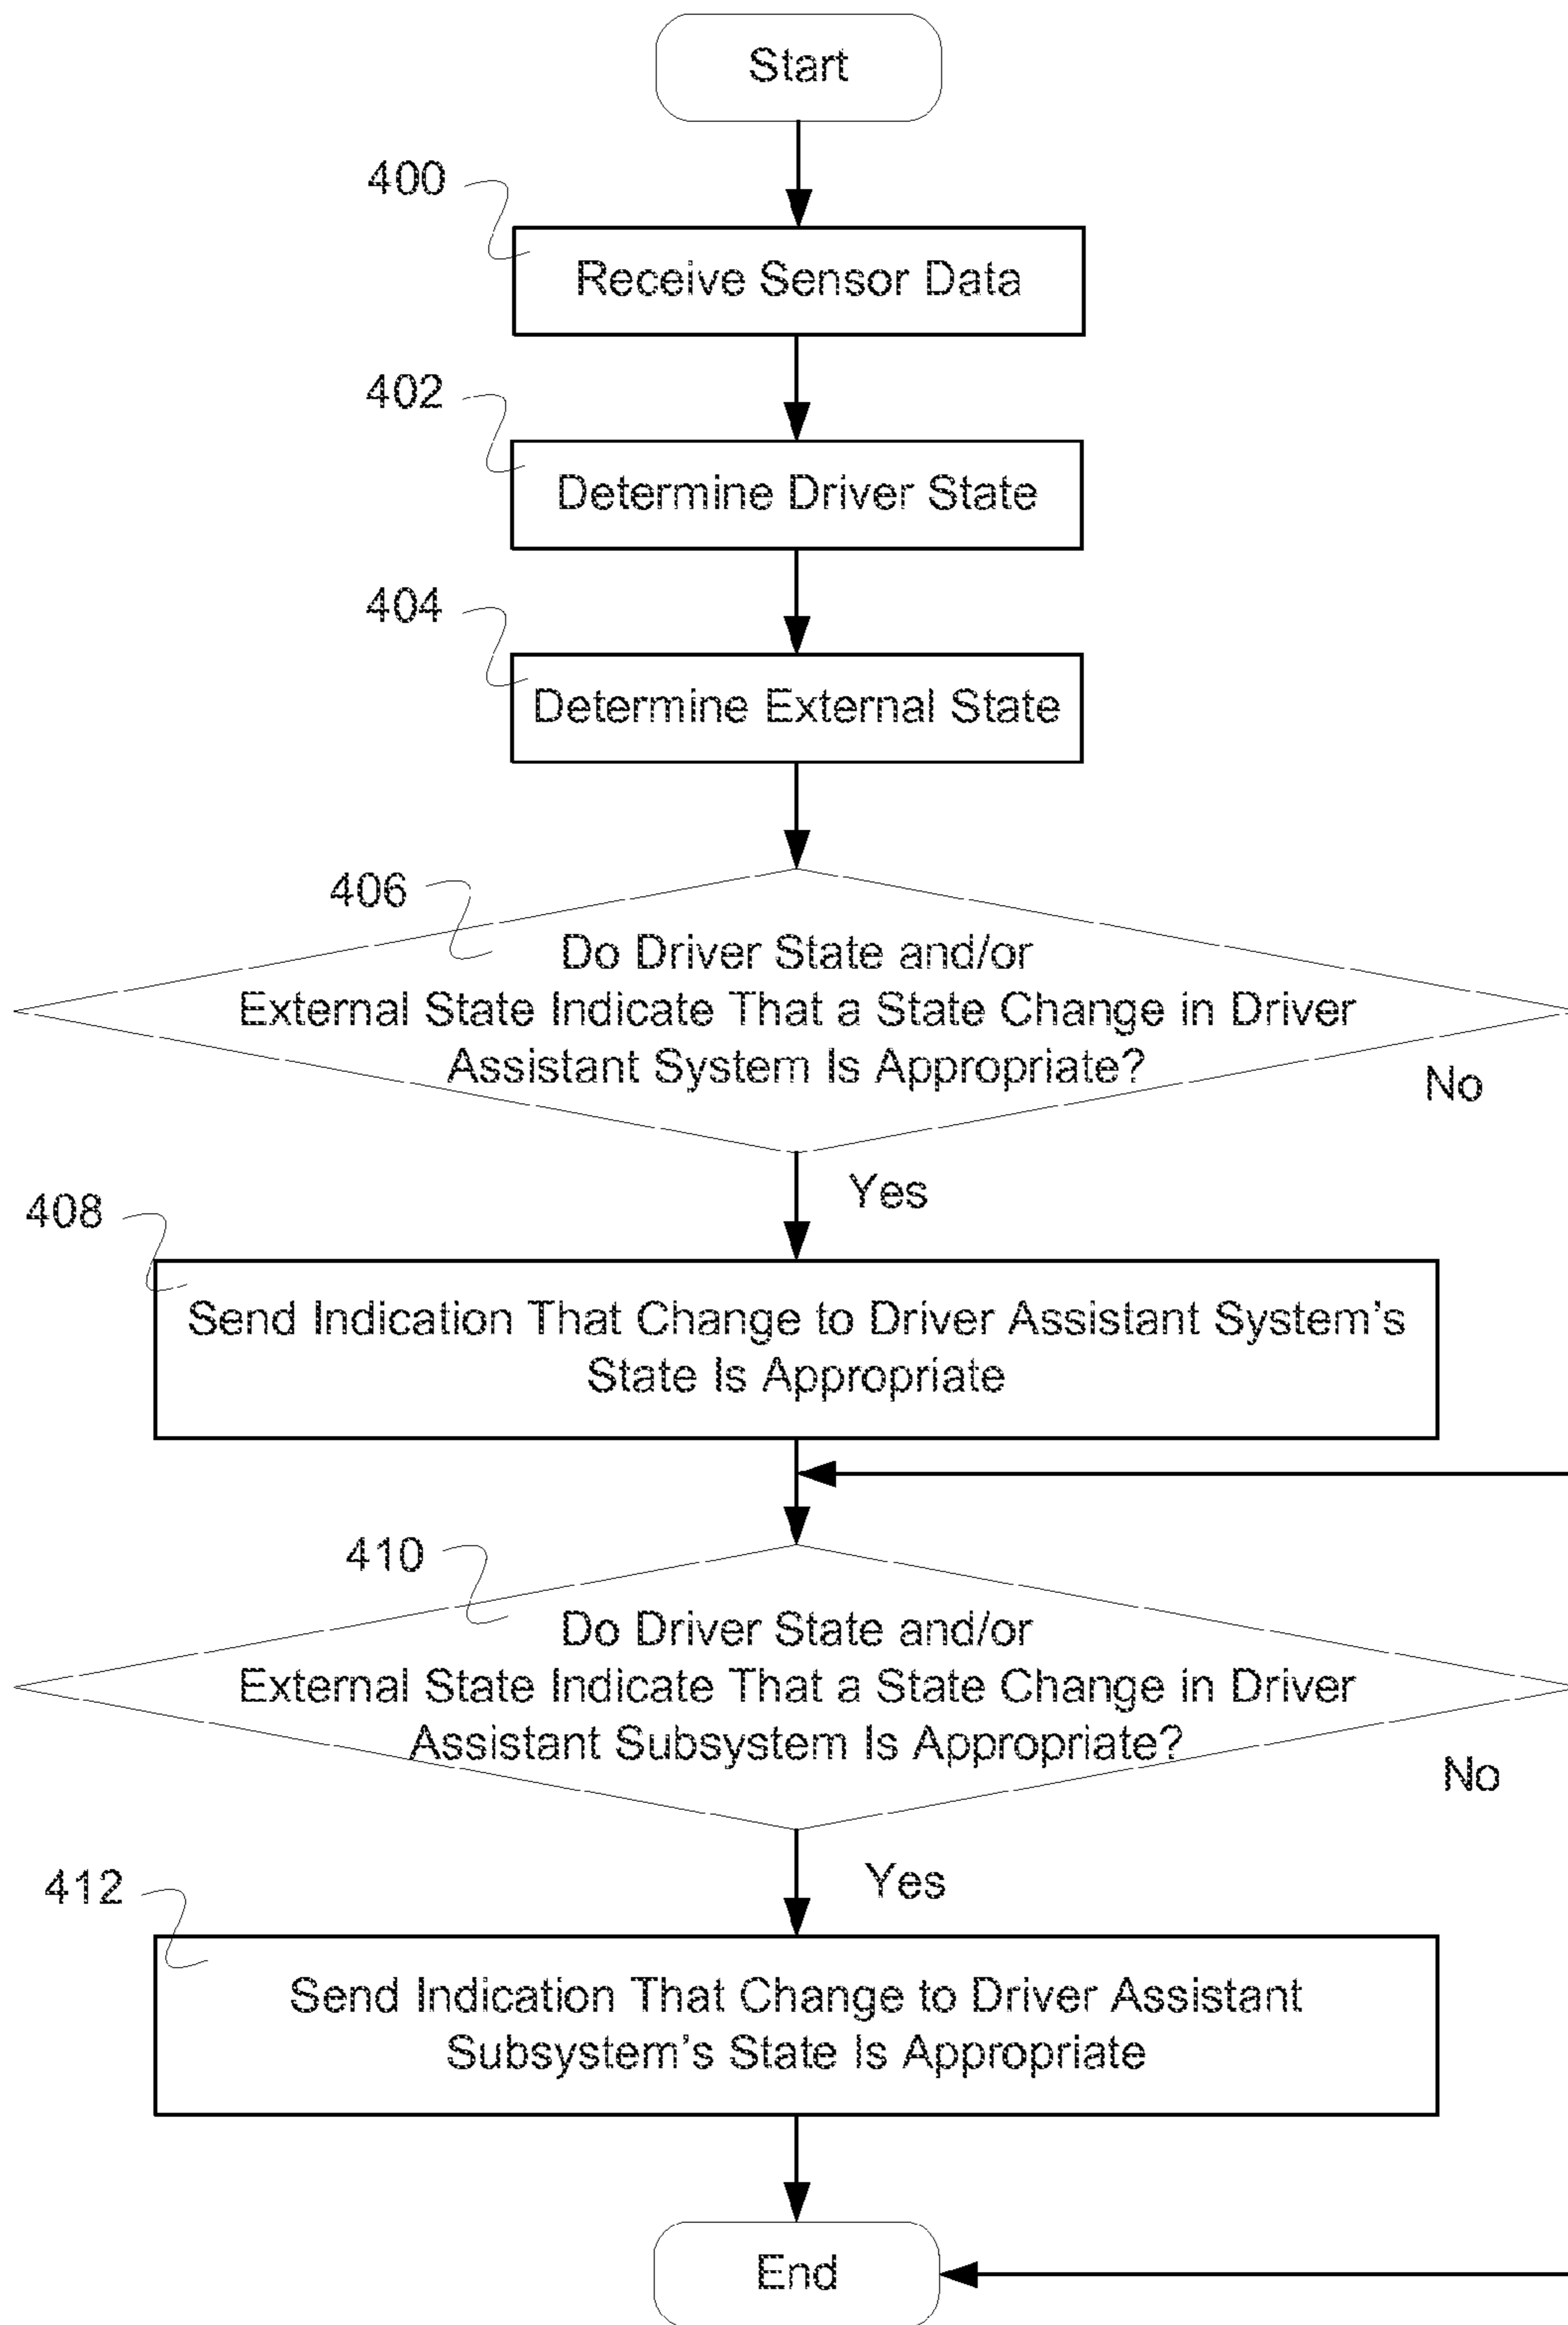 Start
400
Receive Sensor Data
402
Determine Driver State
404
Determine External State
406
Do Driver State and/or
External State Indicate That a State Change in Driver
Assistant System Is Appropriate?
No
Yes
408
Send Indication That Change to Driver Assistant System's
State Is Appropriate
410
Do Driver State and/or
External State Indicate That a State Change in Driver
Assistant Subsystem Is Appropriate?
No
Yes
412
Send Indication That Change to Driver Assistant
Subsystem's State Is Appropriate
End